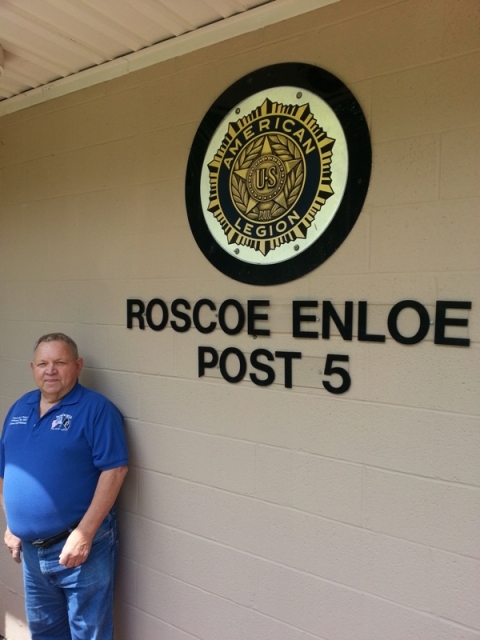 AMERICAN
U·S
LEGION
ROSCOE ENLOE
POST 5